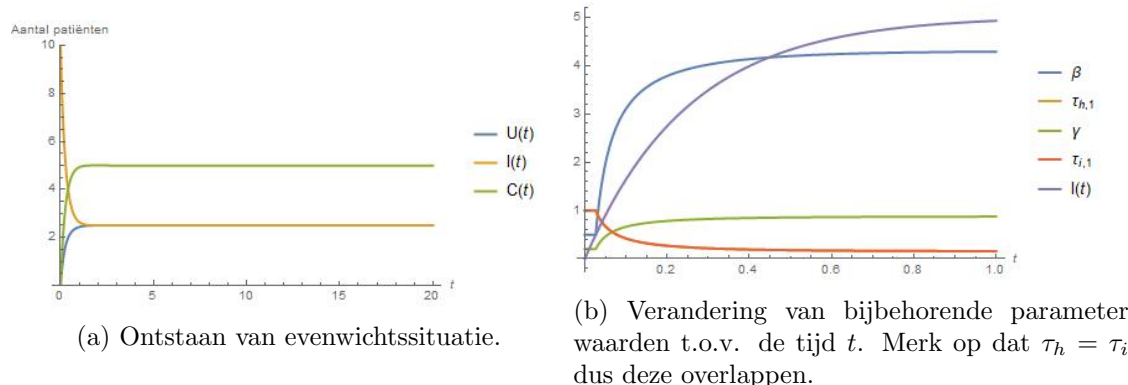 Aantal patiënten
10
8
6
4
2
0
5
10
15
20
t
U(t)
I(t)
C(t)
(a) Ontstaan van evenwichtssituatie.
5
4
3
2
1
0
0.2
0.4
0.6
0.8
1.0
t
β
τh,1
γ
τi,1
I(t)
(b) Verandering van bijbehorende parameter
waarden t.o.v. de tijd t. Merk op dat τh = τi
dus deze overlappen.